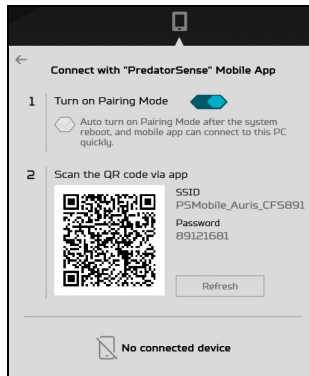 Connect with "PredatorSense" Mobile App
1 Turn on Pairing Mode
Auto turn on Pairing Mode after the system
reboot, and mobile app can connect to this PC
quickly.
2 Scan the QR code via app
SSID
PSMobile_Auris_CF5891
Password
89121681
Refresh
No connected device